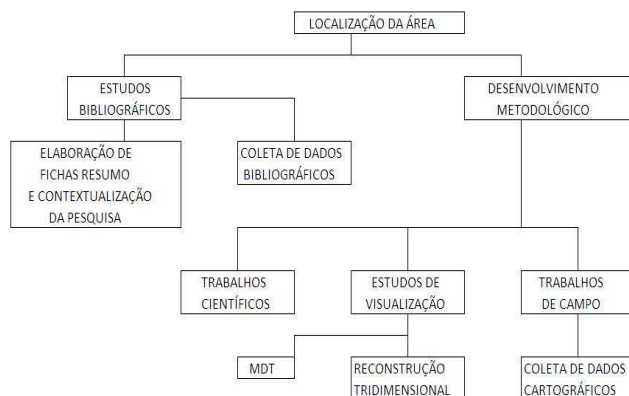 LOCALIZAÇÃO DA ÁREA
ESTUDOS
BIBLIOGRÁFICOS
DESENVOLVIMENTO
METODOLÓGICO
ELABORAÇÃO DE
FICHAS RESUMO
E CONTEXTUALIZAÇÃO
DA PESQUISA
COLETA DE DADOS
BIBLIOGRÁFICOS
TRABALHOS
CIENTÍFICOS
ESTUDOS DE
VISUALIZAÇÃO
TRABALHOS
DE CAMPO
MDT
RECONSTRUÇÃO
TRIDIMENSIONAL
COLETA DE DADOS
CARTOGRÁFICOS